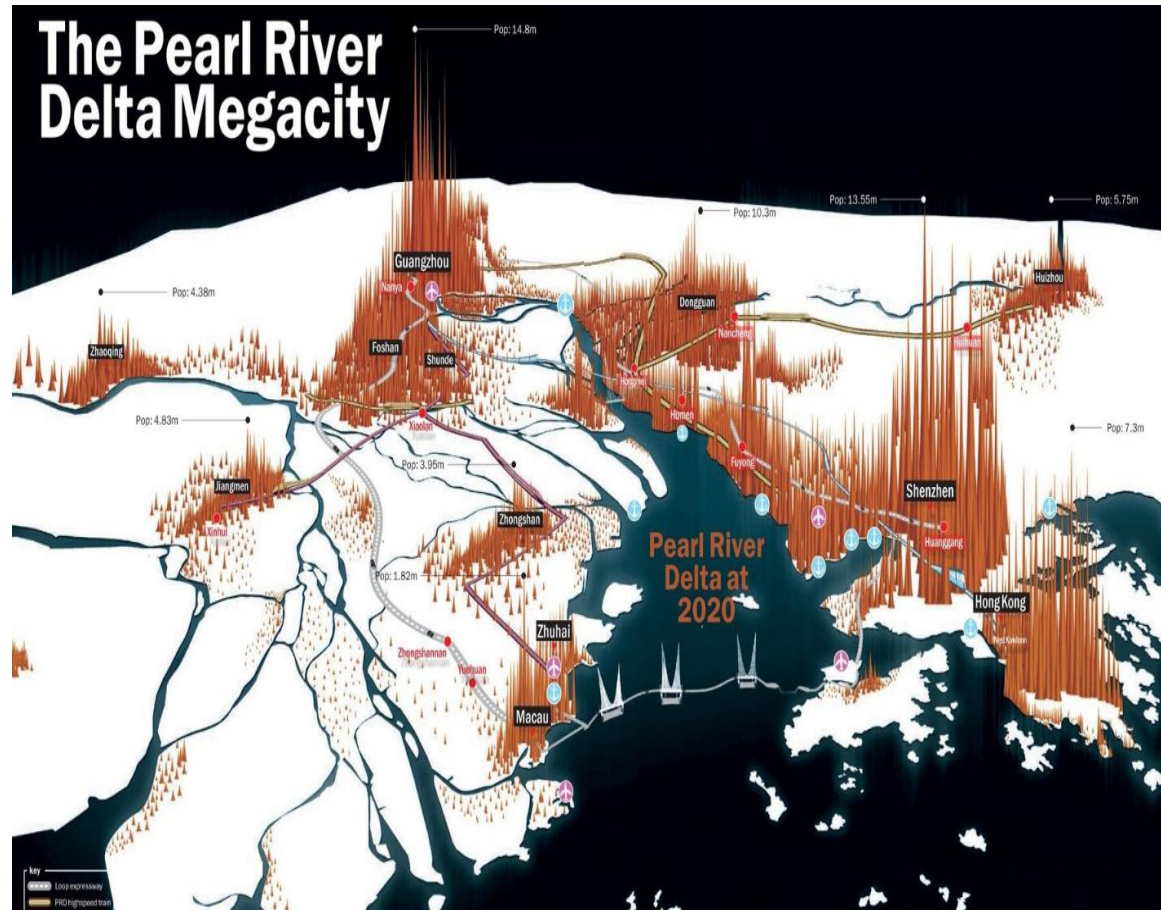 The Pearl River
Delta Megacity
Pop: 14.8m
Pop: 13.55m
Pop: 5.75m
Pop: 10.3m
Guangzhou
Nanya
Huizhou
Pop: 4.38m
Dongguan
Nancheng
Huihuan
Zhaoqing
Foshan
Shunde
Humen
Xiaolan
Pop: 4.83m
Pop: 7.3m
Fuyong
Pop: 3.95m
Jiangmen
Shenzhen
Xinhui
Zhongshan
Huanggang
Pearl River
Delta at
2020
Pop: 1.82m
Hong Kong
West Kowloon
Zhuhai
Zhongshannan
Macau
key
Loop expressway
PRD highspeed train